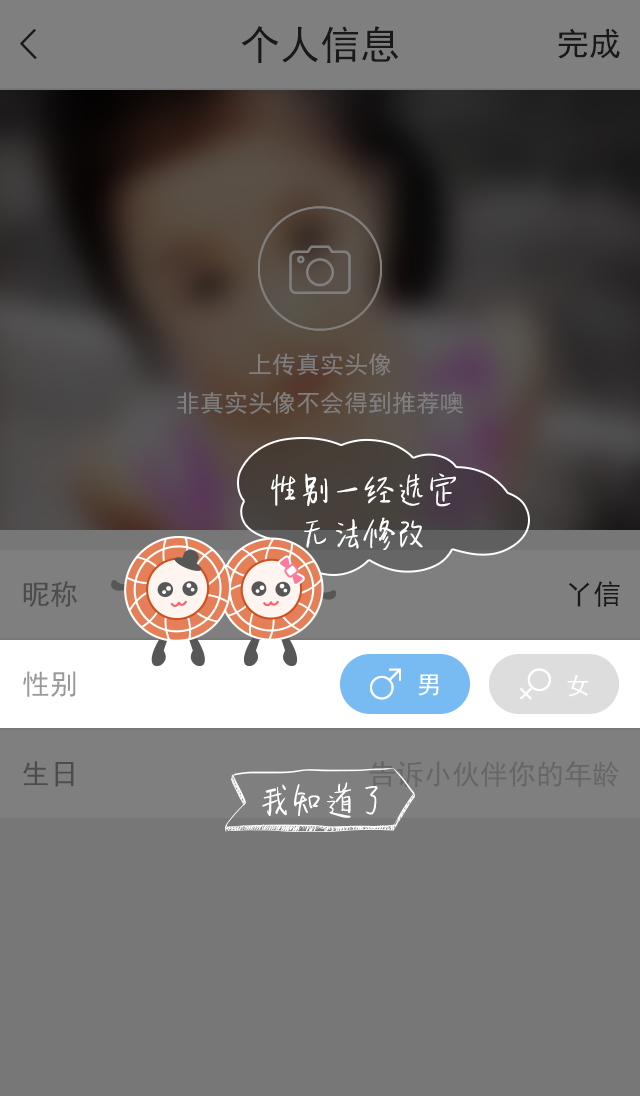 个人信息 完成
上传真实头像
非真实头像不会得到推荐噢
性别一经选定
无法修改
昵称 丫信
性别 男 女
生日 告诉小伙伴你的年龄
我知道了